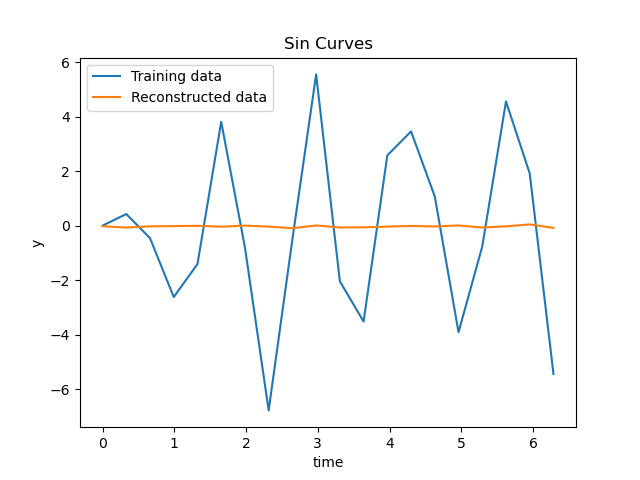 Sin Curves
Training data
Reconstructed data
6
4
2
0
−2
−4
−6
y
0 1 2 3 4 5 6
time